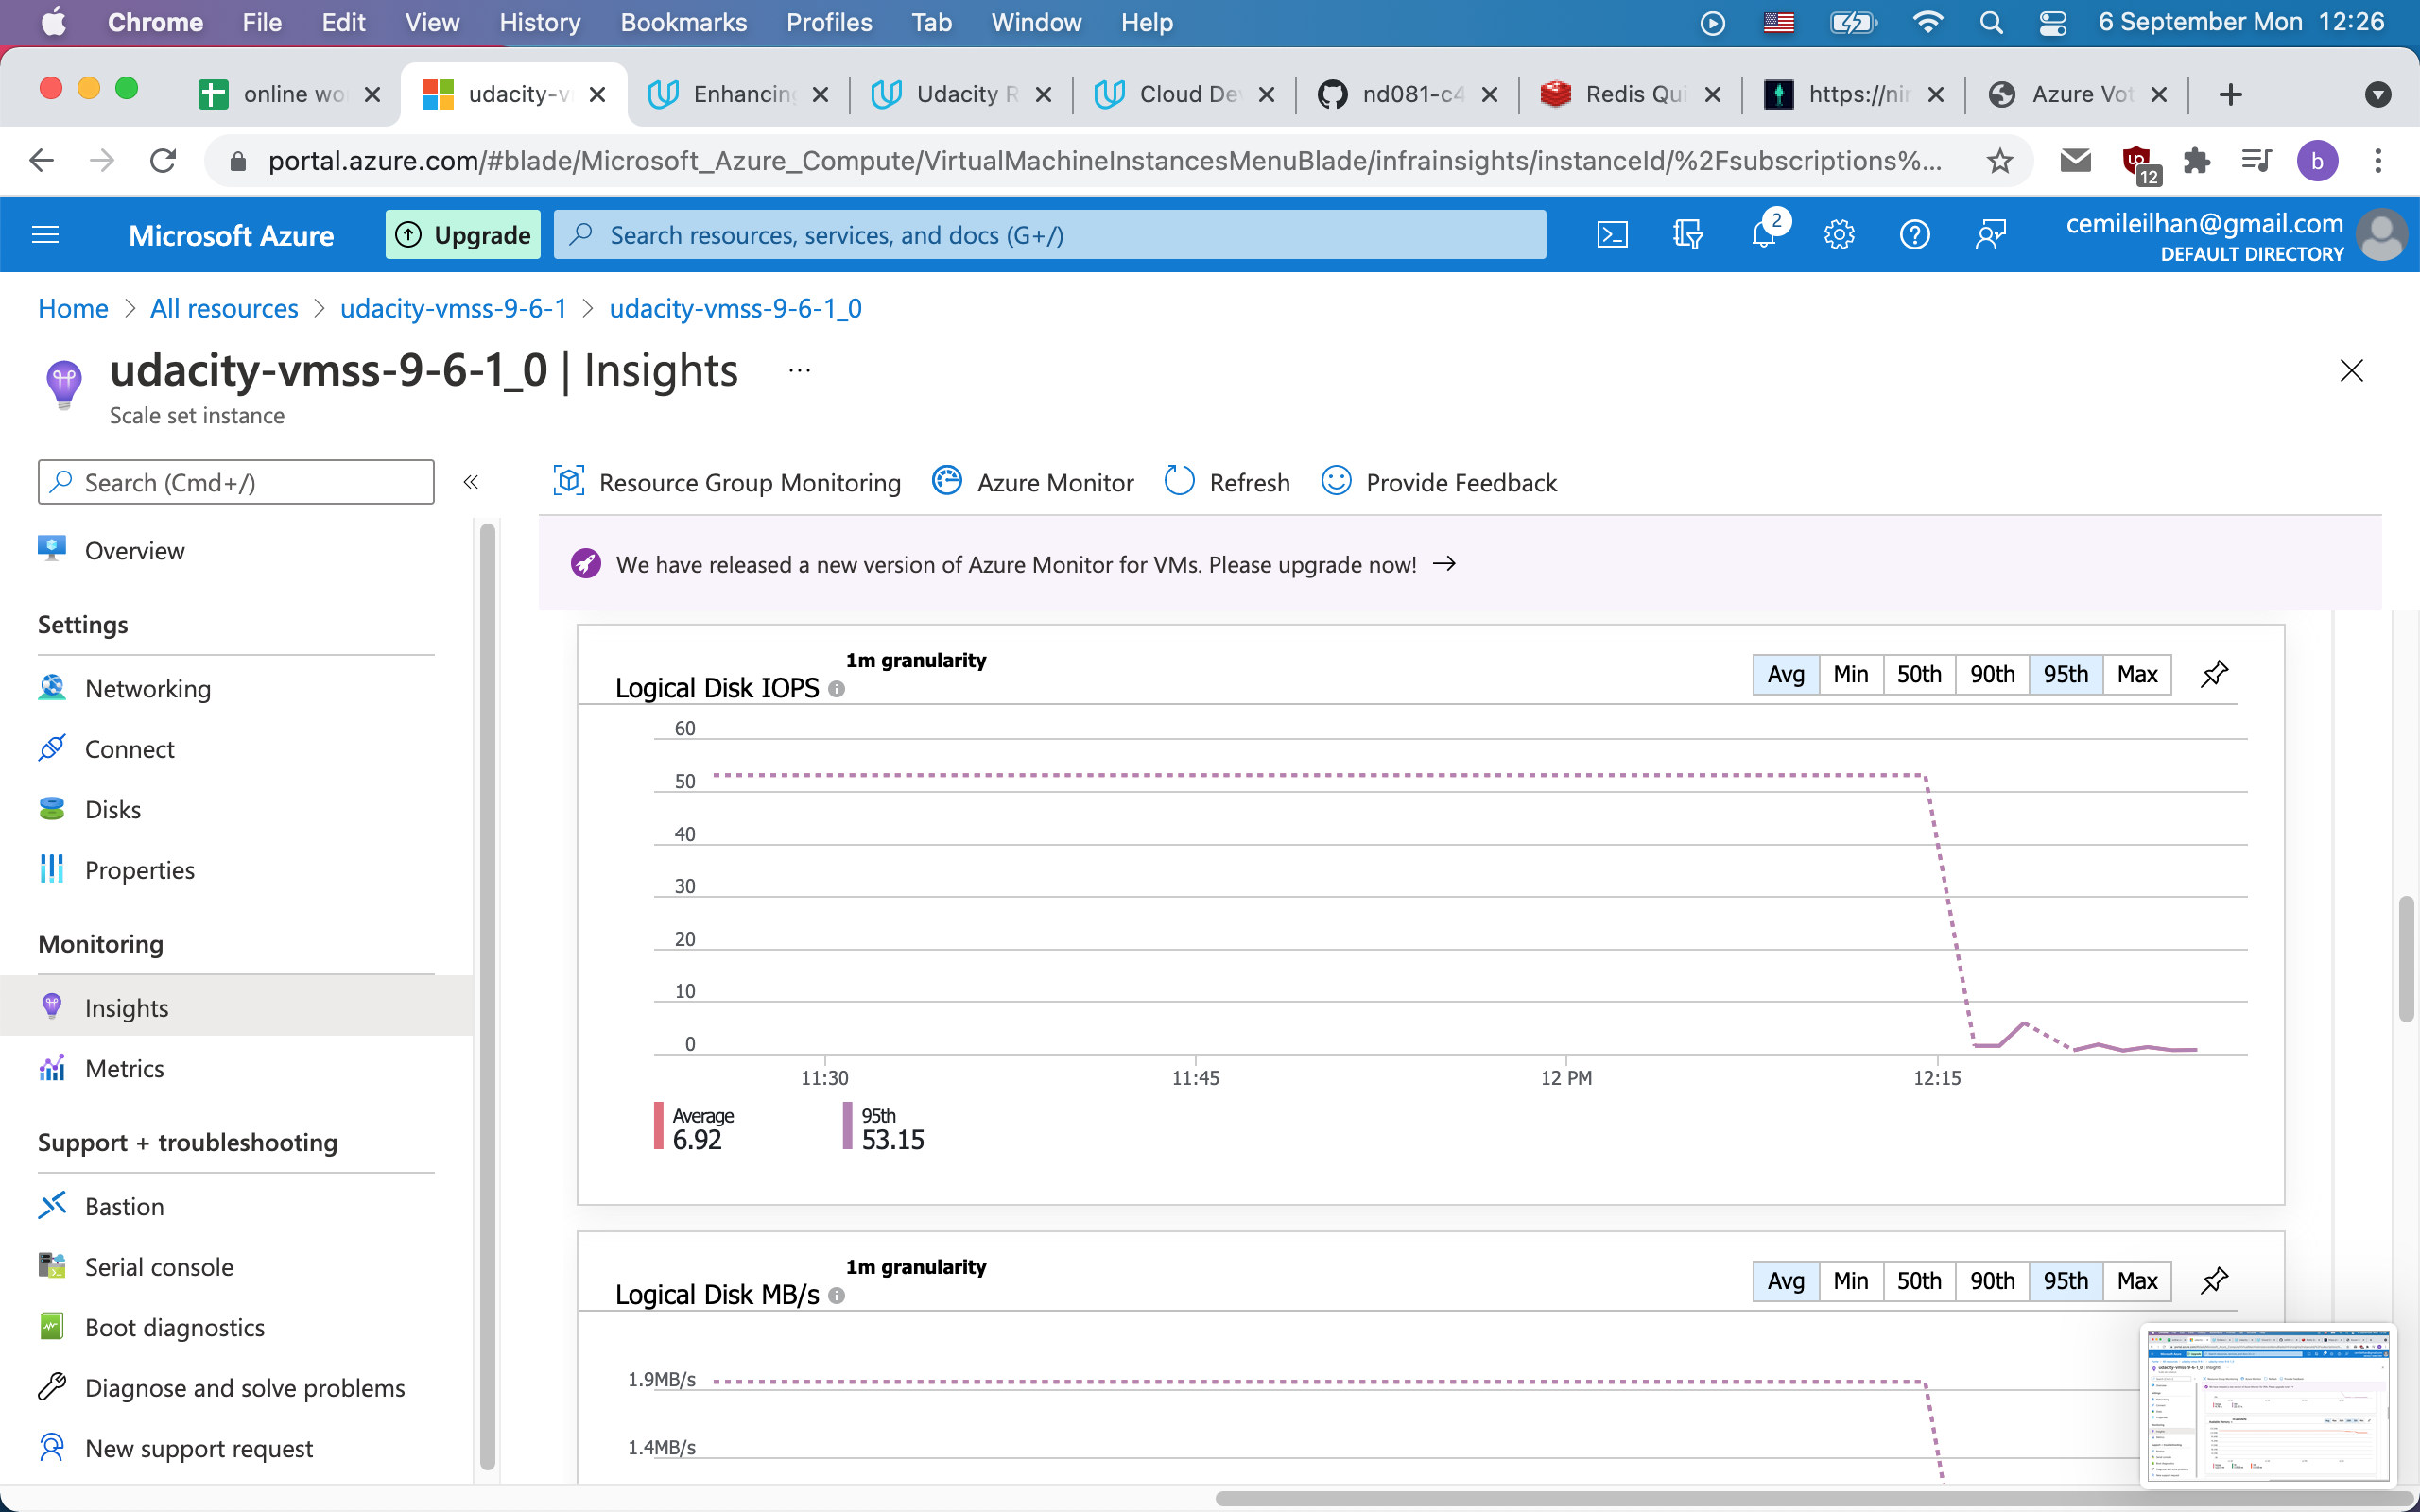 Chrome File Edit View History Bookmarks Profiles Tab Window Help 6 September Mon 12:26
online wo udacity-v Enhancing Udacity R Cloud De nd081-c4 Redis Qui https://ni Azure Vot
portal.azure.com/#blade/Microsoft_Azure_Compute/VirtualMachineInstancesMenuBlade/infrainsights/instanceId/%2Fsubscriptions%... 12 b
Microsoft Azure Upgrade Search resources, services, and docs (G+/) 2 cemileilhan@gmail.com
DEFAULT DIRECTORY
Home > All resources > udacity-vmss-9-6-1 > udacity-vmss-9-6-1_0
udacity-vmss-9-6-1_0 | Insights ...
Scale set instance
Search (Cmd+/) «
Overview
Settings
Networking
Connect
Disks
Properties
Monitoring
Insights
Metrics
Support + troubleshooting
Bastion
Serial console
Boot diagnostics
Diagnose and solve problems
New support request
Resource Group Monitoring Azure Monitor Refresh Provide Feedback
We have released a new version of Azure Monitor for VMs. Please upgrade now! →
Logical Disk IOPS 1m granularity
Avg Min 50th 90th 95th Max
60
50
40
30
20
10
0
11:30 11:45 12 PM 12:15
Average 95th
6.92 53.15
Logical Disk MB/s 1m granularity
Avg Min 50th 90th 95th Max
1.9MB/s
1.4MB/s